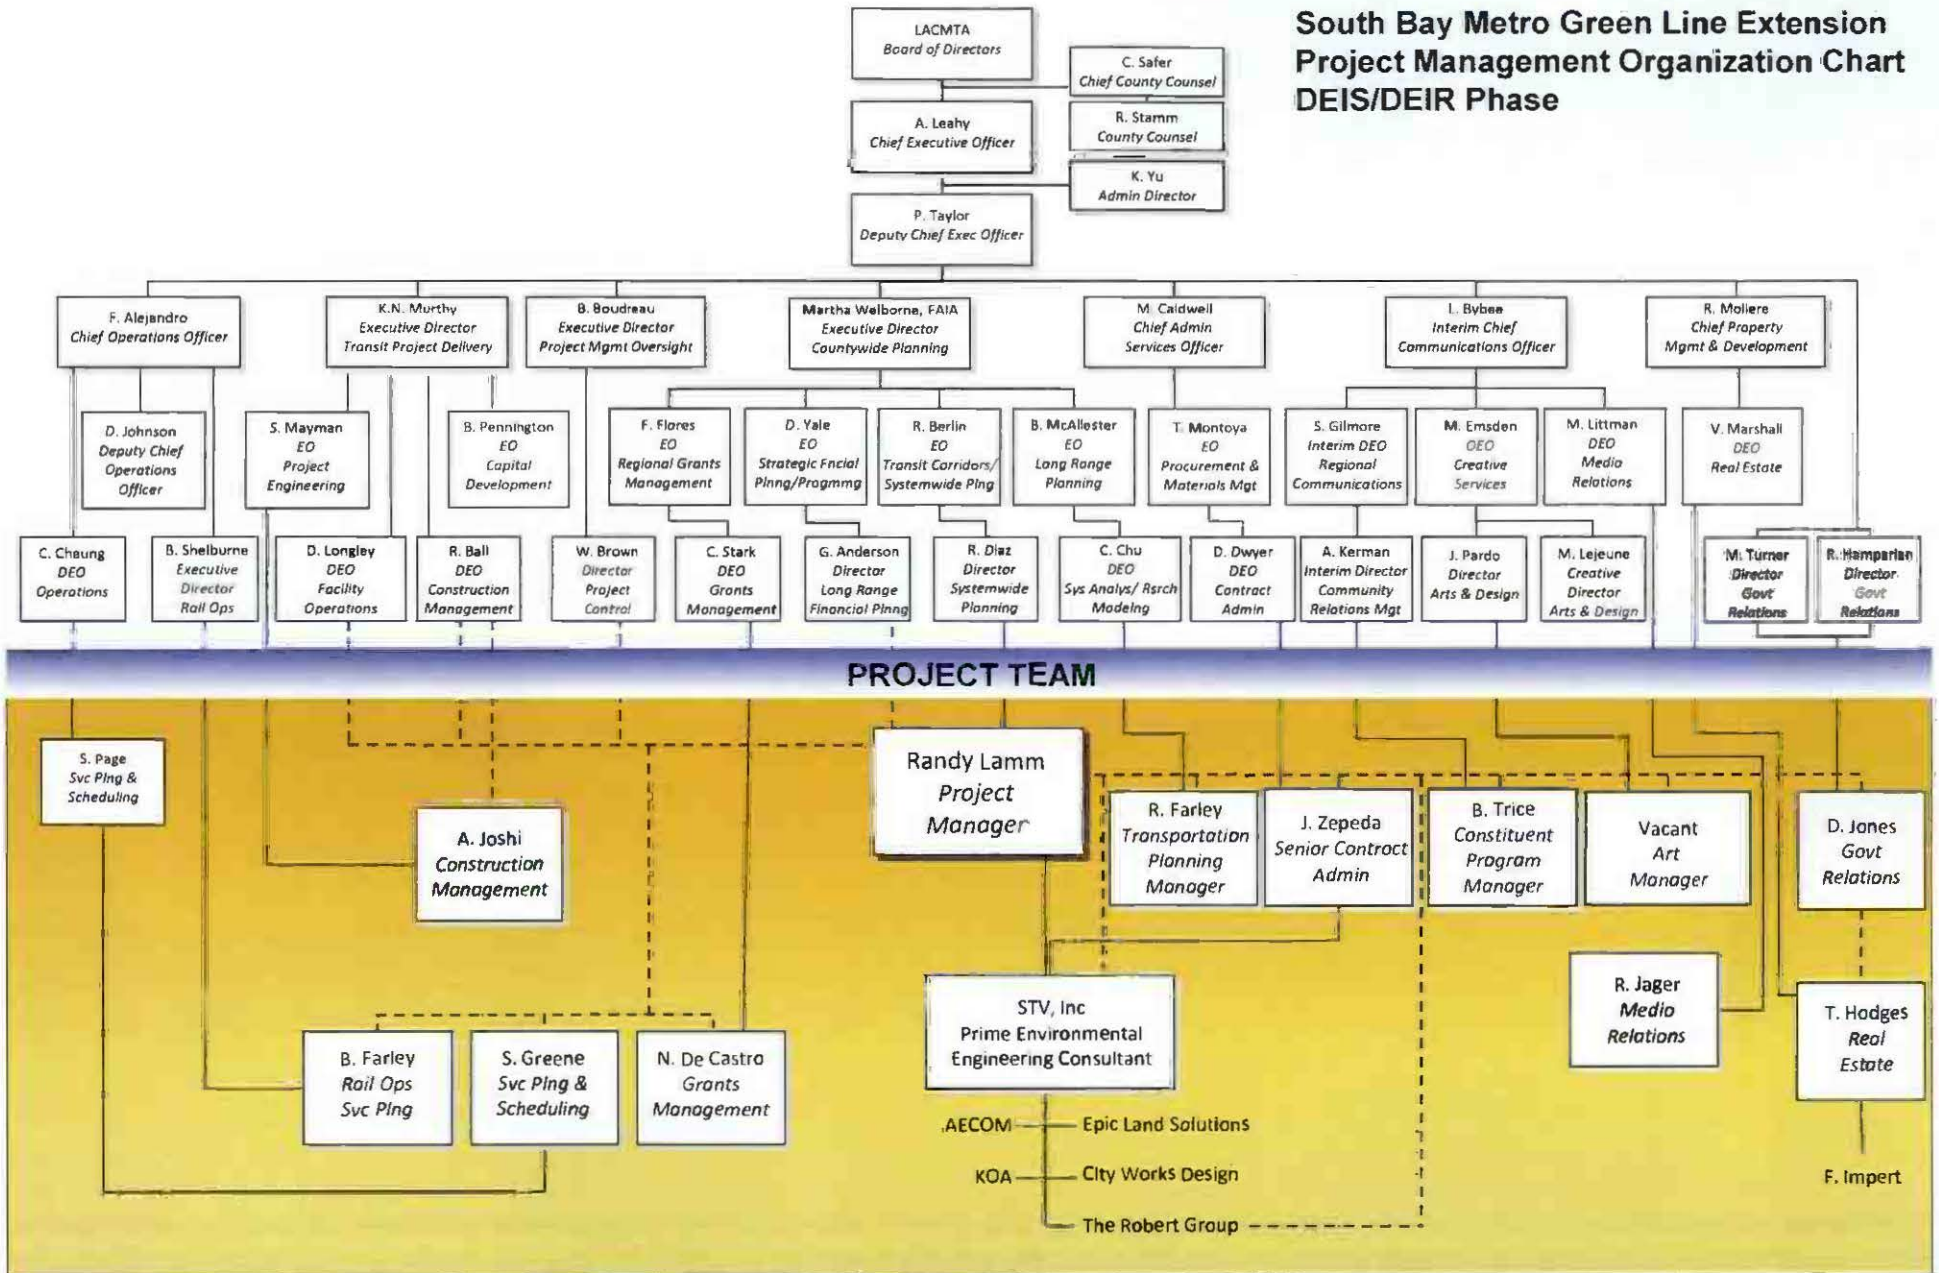 South Bay Metro Green Line Extension
Project Management Organization Chart
DEIS/DEIR Phase
LACMTA
Board of Directors
C. Safer
Chief County Counsel
A. Leahy
Chief Executive Officer
R. Stamm
County Counsel
K. Yu
Admin Director
P. Taylor
Deputy Chief Exec Officer
F. Alejandro
Chief Operations Officer
K.N. Murthy
Executive Director
Transit Project Delivery
B. Boudreau
Executive Director
Project Mgmt Oversight
Martha Welborne, FAIA
Executive Director
Countywide Planning
M. Caldwell
Chief Admin
Services Officer
L. Bybee
Interim Chief
Communications Officer
R. Moliere
Chief Property
Mgmt & Development
D. Johnson
Deputy Chief
Operations
Officer
S. Mayman
EO
Project
Engineering
B. Pennington
EO
Capital
Development
F. Flores
EO
Regional Grants
Management
D. Yale
EO
Strategic Fncial
Plnng/Progmmg
R. Berlin
EO
Transit Corridors/
Systemwide Plng
B. McAllester
EO
Long Range
Planning
T. Montoya
EO
Procurement &
Materials Mgt
S. Gilmore
Interim DEO
Regional
Communications
M. Emsden
DEO
Creative
Services
M. Littman
DEO
Media
Relations
V. Marshall
DEO
Real Estate
C. Cheung
DEO
Operations
B. Shelburne
Executive
Director
Rail Ops
D. Longley
DEO
Facility
Operations
R. Ball
DEO
Construction
Management
W. Brown
Director
Project
Control
C. Stark
DEO
Grants
Management
G. Anderson
Director
Long Range
Financial Plnng
R. Diaz
Director
Systemwide
Planning
C. Chu
DEO
Sys Analys/ Rsrch
Modelng
D. Dwyer
DEO
Contract
Admin
A. Kerman
Interim Director
Community
Relations Mgt
J. Pardo
Director
Arts & Design
M. Lejeune
Creative
Director
Arts & Design
M. Turner
Director
Govt
Relations
R. Hamparian
Director
Govt
Relations
PROJECT TEAM
S. Page
Svc Plng &
Scheduling
A. Joshi
Construction
Management
Randy Lamm
Project
Manager
R. Farley
Transportation
Planning
Manager
J. Zepeda
Senior Contract
Admin
B. Trice
Constituent
Program
Manager
Vacant
Art
Manager
D. Jones
Govt
Relations
B. Farley
Rail Ops
Svc Plng
S. Greene
Svc Plng &
Scheduling
N. De Castro
Grants
Management
STV, Inc
Prime Environmental
Engineering Consultant
R. Jager
Media
Relations
T. Hodges
Real
Estate
AECOM
Epic Land Solutions
KOA
City Works Design
The Robert Group
F. Impert